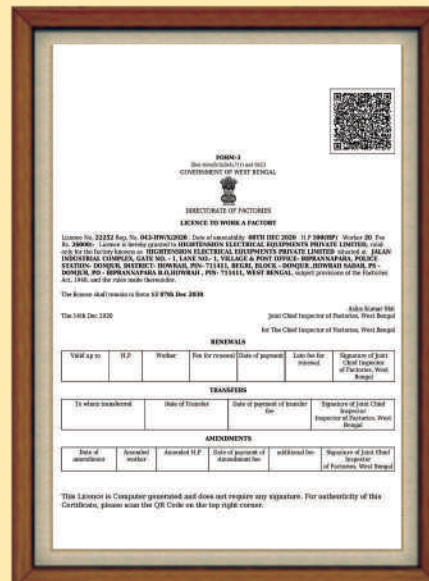 FORM-3
GOVERNMENT OF WEST BENGAL
DIRECTORATE OF FACTORIES
LICENCE TO WORK A FACTORY
Licence No. 22252 Reg. No. Date of amenability 08TH DEC 2020 H.P Worker 20 Fee
Rs. Licence is hereby granted to HIGHTENSION ELECTRICAL EQUIPMENTS PRIVATE LIMITED, valid
only for the factory known as HIGHTENSION ELECTRICAL EQUIPMENTS PRIVATE LIMITED situated at JALAN
INDUSTRIAL COMPLEX, GATE NO. - 1, LANE NO.- 1, VILLAGE & POST OFFICE- BIPRANNAPARA, POLICE
STATION- DOMJUR, DISTRICT- HOWRAH, PIN- 711411, BEGRI, BLOCK - DOMJUR ,HOWRAH SADAR, PS -
DOMJUR, PO - BIPRANNAPARA B.O,HOWRAH , PIN- 711411, WEST BENGAL, subject provisions of the Factories
Act, 1948, and the rules made thereunder.
The licence shall remain in force till 07th Dec 2030
The 14th Dec 2020
Joint Chief Inspector of Factories, West Bengal
for The Chief Inspector of Factories, West Bengal
RENEWALS
Valid up to H.P Worker Fee for renewal Date of payment Late fee for renewal Signature of Joint Chief Inspector of Factories, West Bengal
TRANSFERS
To whom transferred Date of Transfer Date of payment of transfer fee Signature of Joint Chief Inspector Inspector of Factories, West Bengal
AMENDMENTS
Date of amendment Amended worker Amended H.P Date of payment of Amendment fee additional fee Signature of Joint Chief Inspector of Factories, West Bengal
This Licence is Computer generated and does not require any signature. For authenticity of this
Certificate, please scan the QR Code on the top right corner.